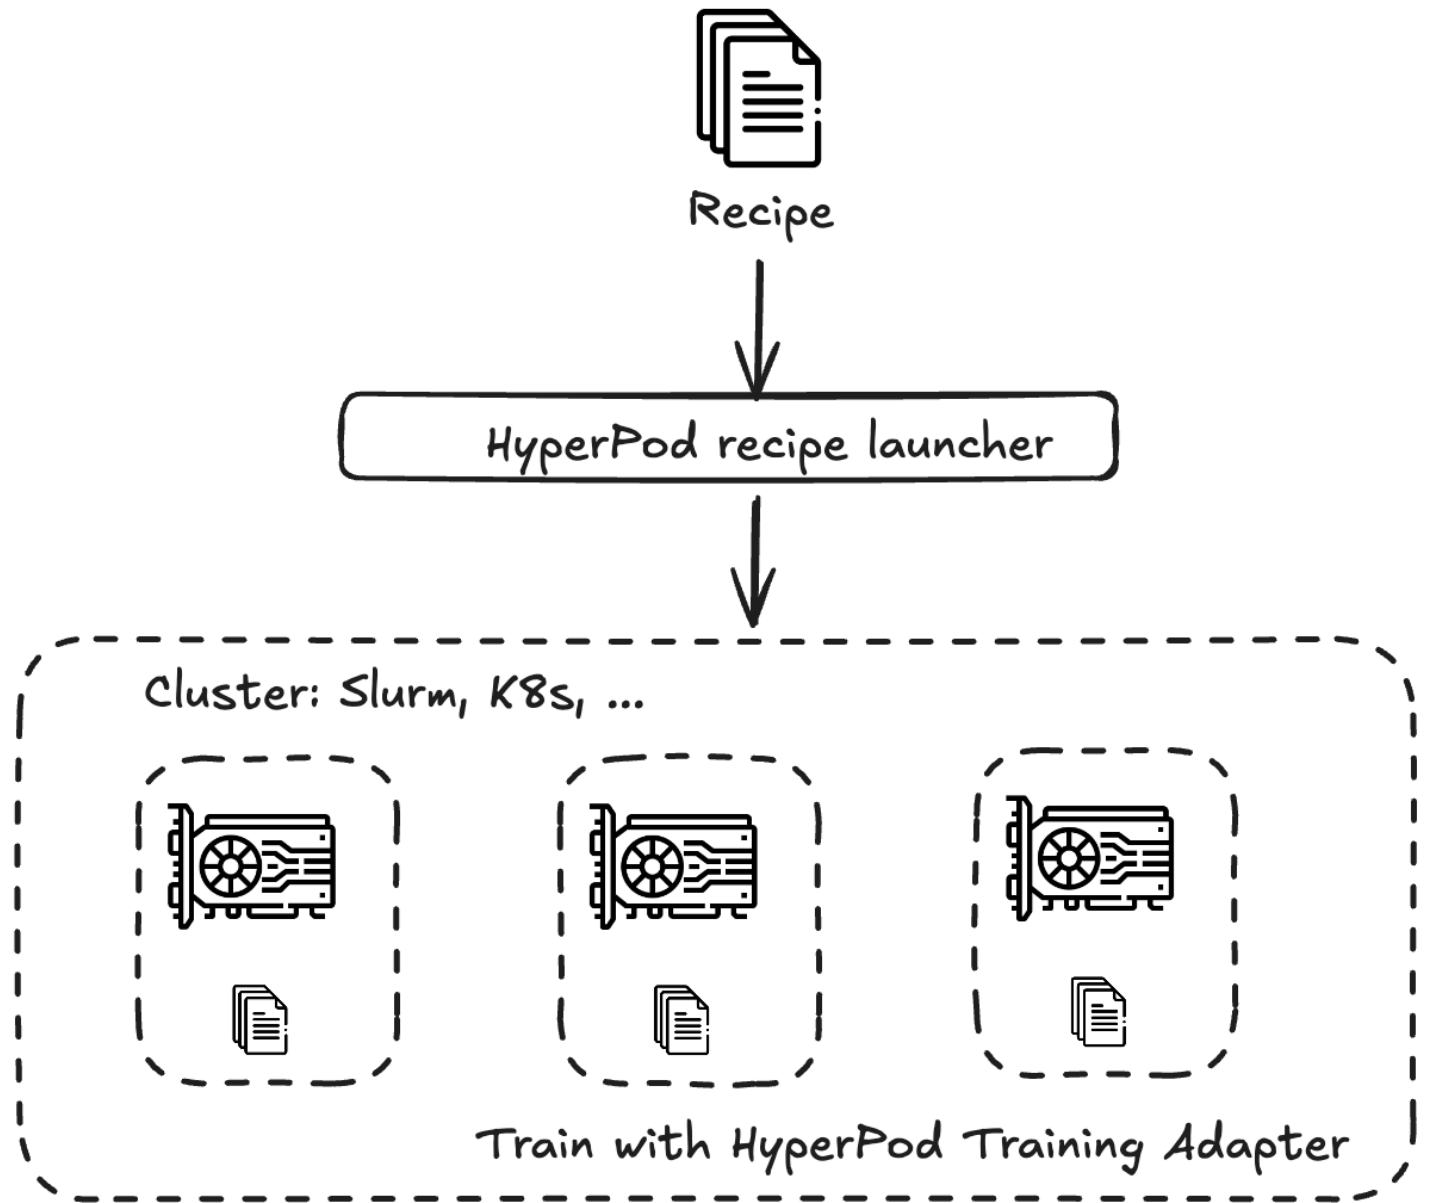 Recipe
HyperPod recipe launcher
Cluster: Slurm, K8s, ...
Train with HyperPod Training Adapter